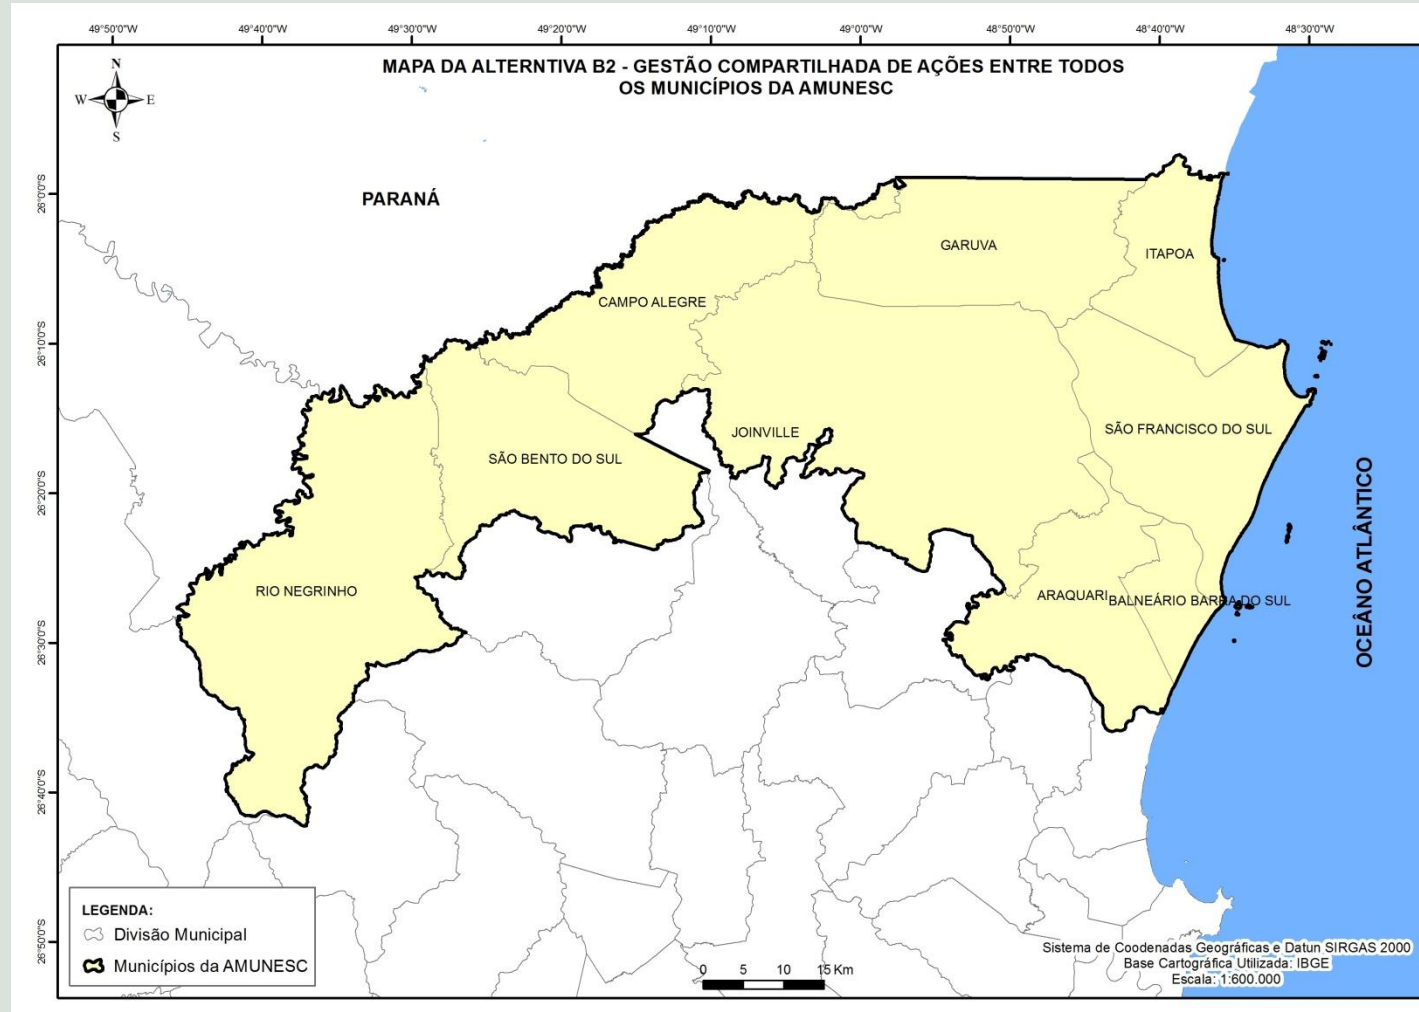 49°50'0"W 49°40'0"W 49°30'0"W 49°20'0"W 49°10'0"W 49°0'0"W 48°50'0"W 48°40'0"W 48°30'0"W
MAPA DA ALTERNTIVA B2 - GESTÃO COMPARTILHADA DE AÇÕES ENTRE TODOS
OS MUNICÍPIOS DA AMUNESC
N
W E
S
26°0'0"S
PARANÁ
GARUVA
ITAPOA
CAMPO ALEGRE
26°10'0"S
SÃO FRANCISCO DO SUL
JOINVILLE
SÃO BENTO DO SUL
26°20'0"S
OCEÂNO ATLÂNTICO
RIO NEGRINHO
ARAQUARI
BALNEÁRIO BARRA DO SUL
26°30'0"S
26°40'0"S
LEGENDA:
Divisão Municipal
Municípios da AMUNESC
26°50'0"S
0 5 10 15 Km
Sistema de Coodenadas Geográficas e Datun SIRGAS 2000
Base Cartográfica Utilizada: IBGE
Escala: 1:600.000